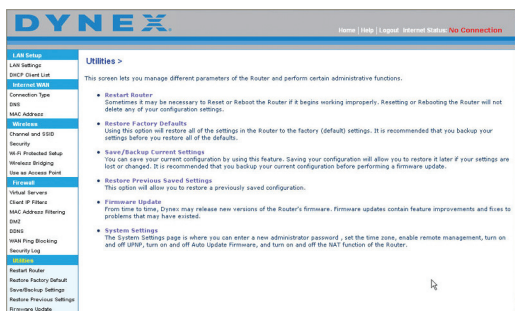 DYNEX
Home | Help | Logout Internet Status: No Connection
LAN Setup
LAN Settings
DHCP Client List
Internet WAN
Connection Type
DNS
MAC Address
Wireless
Channel and SSID
Security
Wi-Fi Protected Setup
Wireless Bridging
Use as Access Point
Firewall
Virtual Servers
Client IP Filters
MAC Address Filtering
DMZ
DDNS
WAN Ping Blocking
Security Log
Utilities
Restart Router
Restore Factory Default
Save/Backup Settings
Restore Previous Settings
Firmware Update
Utilities >
This screen lets you manage different parameters of the Router and perform certain administrative functions.
• Restart Router
Sometimes it may be necessary to Reset or Reboot the Router if it begins working improperly. Resetting or Rebooting the Router will not
delete any of your configuration settings.
• Restore Factory Defaults
Using this option will restore all of the settings in the Router to the factory (default) settings. It is recommended that you backup your
settings before you restore all of the defaults.
• Save/Backup Current Settings
You can save your current configuration by using this feature. Saving your configuration will allow you to restore it later if your settings are
lost or changed. It is recommended that you backup your current configuration before performing a firmware update.
• Restore Previous Saved Settings
This option will allow you to restore a previously saved configuration.
• Firmware Update
From time to time, Dynex may release new versions of the Router's firmware. Firmware updates contain feature improvements and fixes to
problems that may have existed.
• System Settings
The System Settings page is where you can enter a new administrator password , set the time zone, enable remote management, turn on
and off UPNP, turn on and off Auto Update Firmware, and turn on and off the NAT function of the Router.